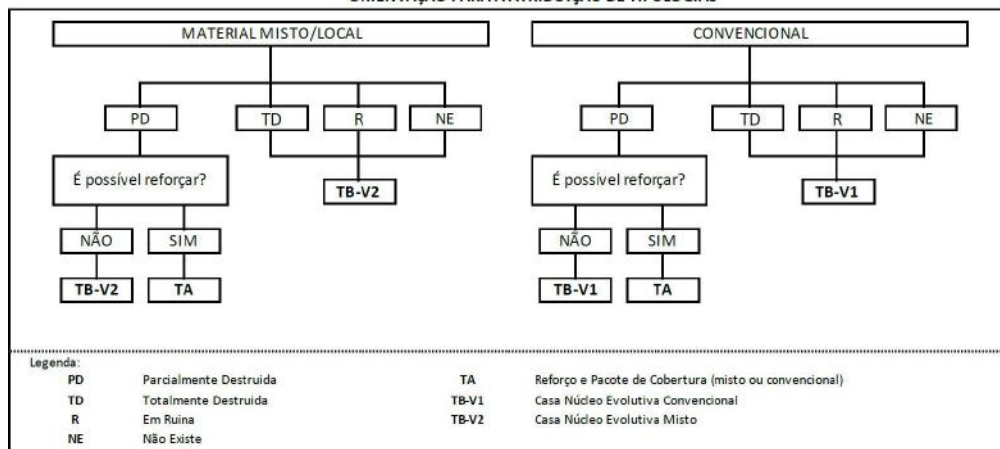 MATERIAL MISTO/LOCAL
PD
TD
R
NE
É possível reforçar?
TB-V2
NÃO
SIM
TB-V2
TA
CONVENCIONAL
PD
TD
R
NE
É possível reforçar?
TB-V1
NÃO
SIM
TB-V1
TA
Legenda:
PD Parcialmente Destruida
TD Totalmente Destruida
R Em Ruina
NE Não Existe
TA Reforço e Pacote de Cobertura (misto ou convencional)
TB-V1 Casa Núcleo Evolutiva Convencional
TB-V2 Casa Núcleo Evolutiva Misto